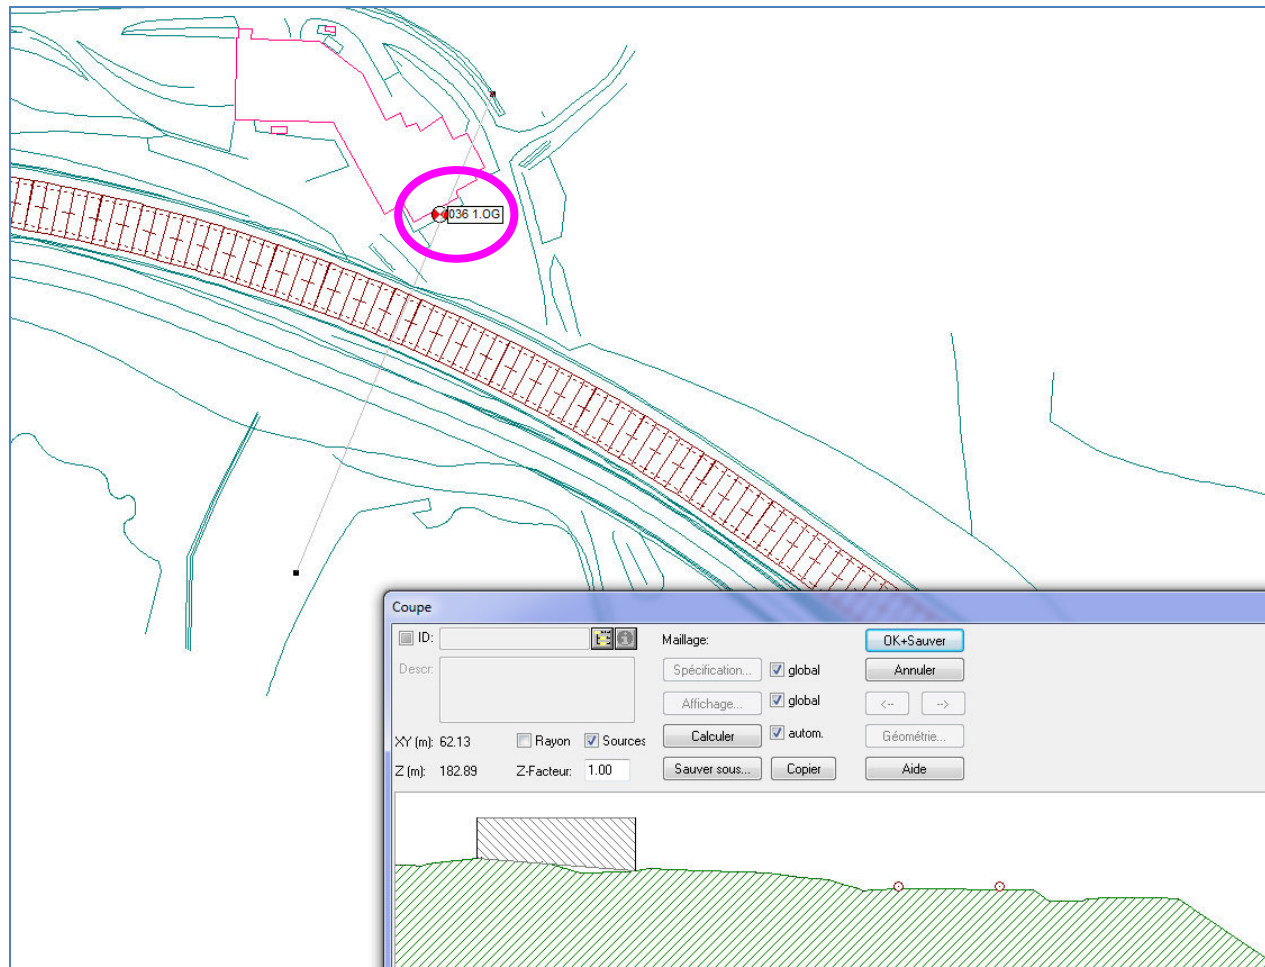 036 1.OG
Coupe
ID:
Descr:
XY (m): 62.13
Rayon
Sources
Z (m): 182.89
Z-Facteur: 1.00
Maillage:
Spécification...
global
Affichage...
global
Calculer
autom.
Sauver sous...
Copier
OK+Sauver
Annuler
<--
-->
Géométrie...
Aide